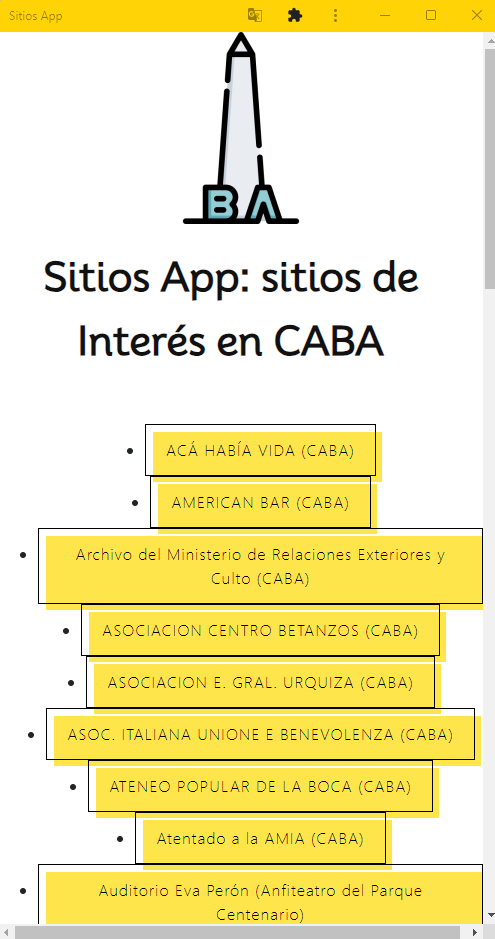 Sitios App
BA
Sitios App: sitios de
Interés en CABA
ACÁ HABÍA VIDA (CABA)
AMERICAN BAR (CABA)
Archivo del Ministerio de Relaciones Exteriores y
Culto (CABA)
ASOCIACION CENTRO BETANZOS (CABA)
ASOCIACION E. GRAL. URQUIZA (CABA)
ASOC. ITALIANA UNIONE E BENEVOLENZA (CABA)
ATENEO POPULAR DE LA BOCA (CABA)
Atentado a la AMIA (CABA)
Auditorio Eva Perón (Anfiteatro del Parque
Centenario)